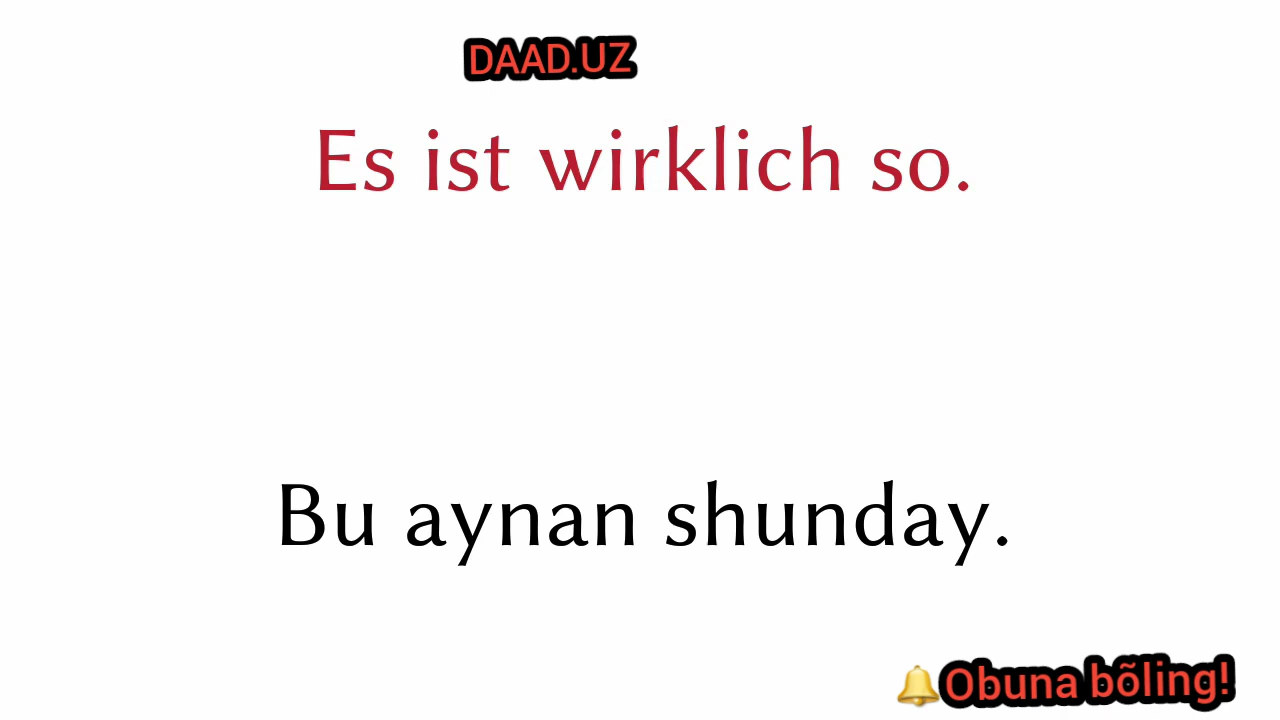 DAAD.UZ
Es ist wirklich so.
Bu aynan shunday.
🔔Obuna bõling!